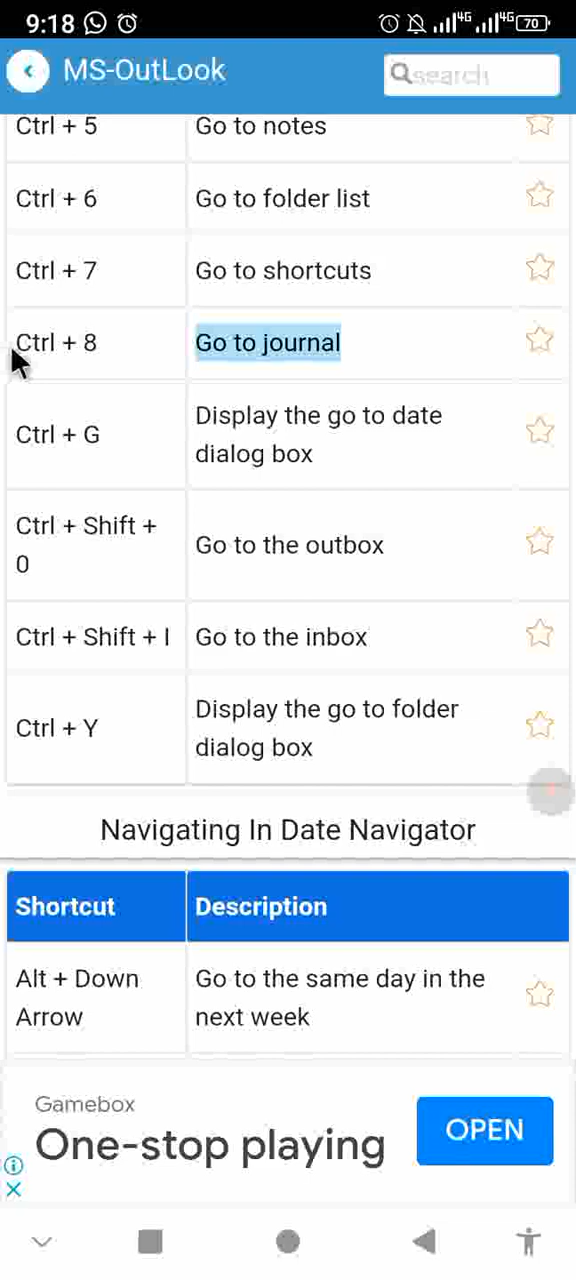 9:18 4G 4G 70
MS-OutLook search
Ctrl + 5 Go to notes
Ctrl + 6 Go to folder list
Ctrl + 7 Go to shortcuts
Ctrl + 8 Go to journal
Ctrl + G Display the go to date
dialog box
Ctrl + Shift +
0 Go to the outbox
Ctrl + Shift + I Go to the inbox
Ctrl + Y Display the go to folder
dialog box
Navigating In Date Navigator
Shortcut Description
Alt + Down
Arrow Go to the same day in the
next week
Gamebox
One-stop playing OPEN